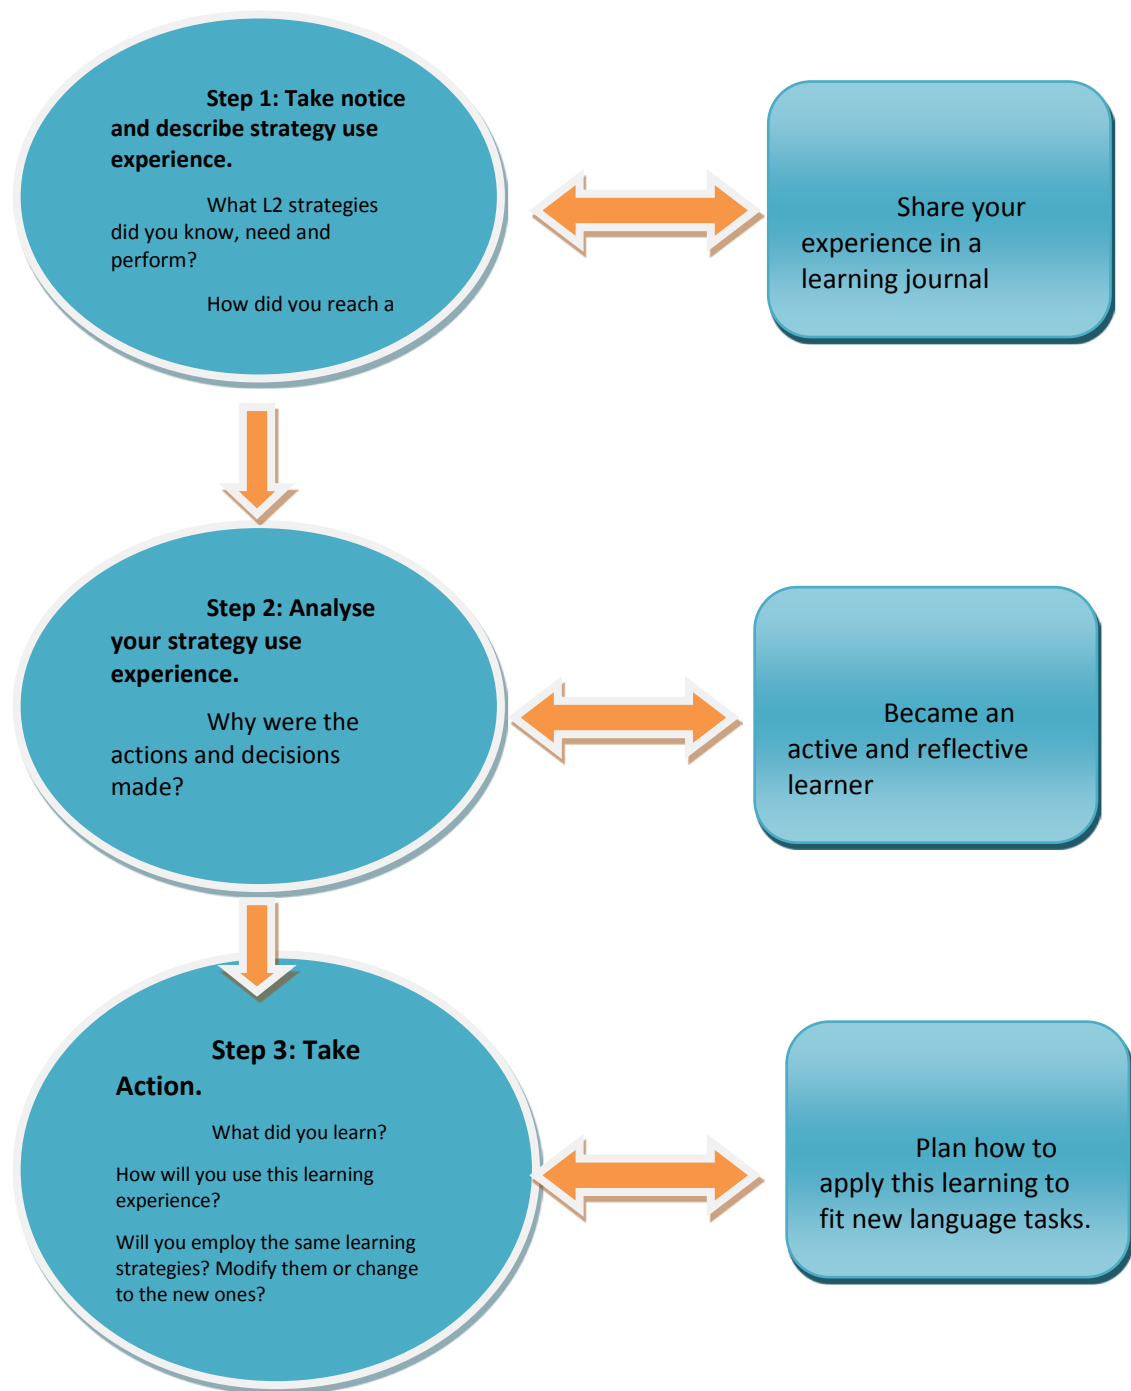 Step 1: Take notice
and describe strategy use
experience.
What L2 strategies
did you know, need and
perform?
How did you reach a
Share your
experience in a
learning journal
Step 2: Analyse
your strategy use
experience.
Why were the
actions and decisions
made?
Became an
active and reflective
learner
Step 3: Take
Action.
What did you learn?
How will you use this learning
experience?
Will you employ the same learning
strategies? Modify them or change
to the new ones?
Plan how to
apply this learning to
fit new language tasks.